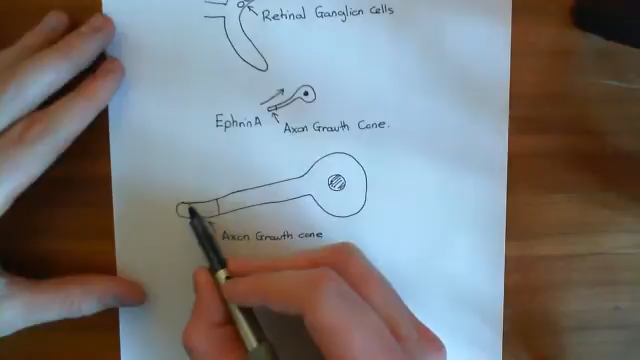 Retinal Ganglion Cells
EphrinA
Axon Growth Cone.
Axon Growth cone